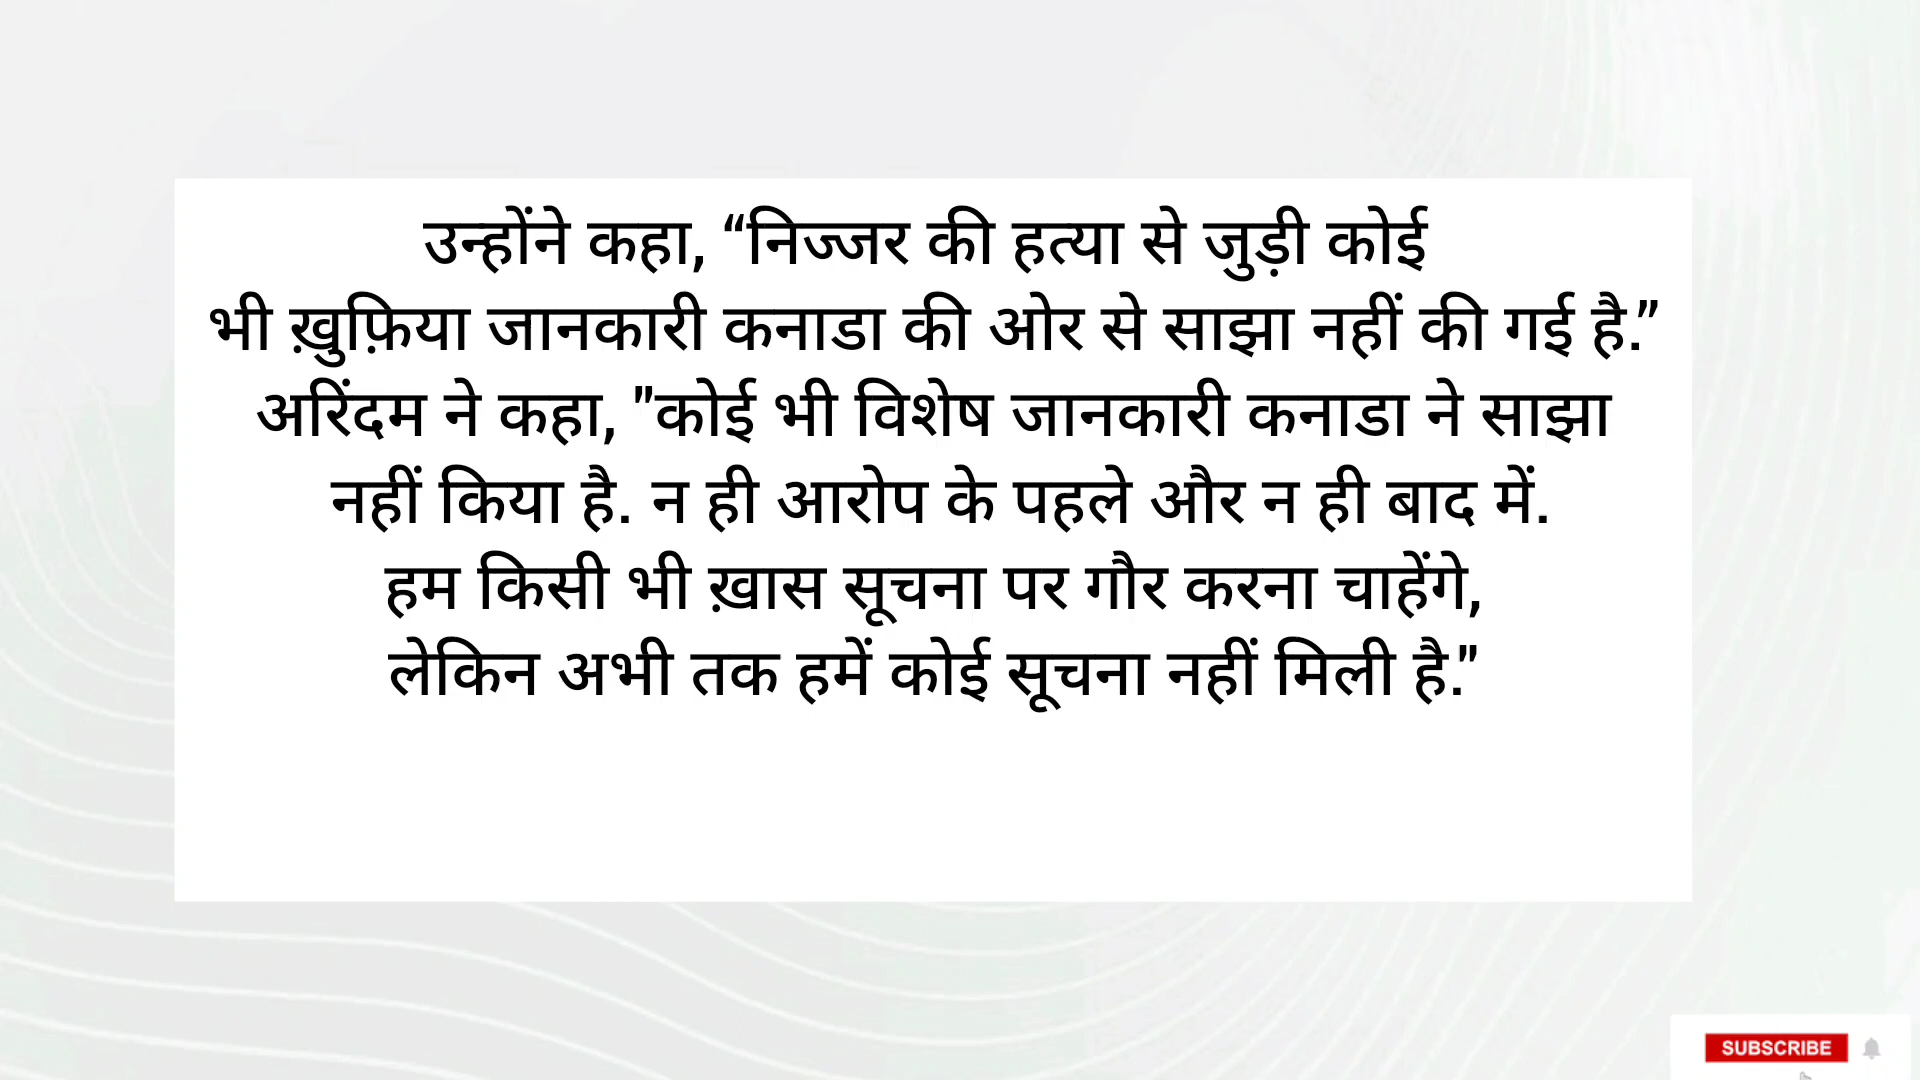 उन्होंने कहा, “निज्जर की हत्या से जुड़ी कोई
भी ख़ुफ़िया जानकारी कनाडा की ओर से साझा नहीं की गई है.”
अरिंदम ने कहा, "कोई भी विशेष जानकारी कनाडा ने साझा
नहीं किया है. न ही आरोप के पहले और न ही बाद में.
हम किसी भी ख़ास सूचना पर गौर करना चाहेंगे,
लेकिन अभी तक हमें कोई सूचना नहीं मिली है.”
SUBSCRIBE